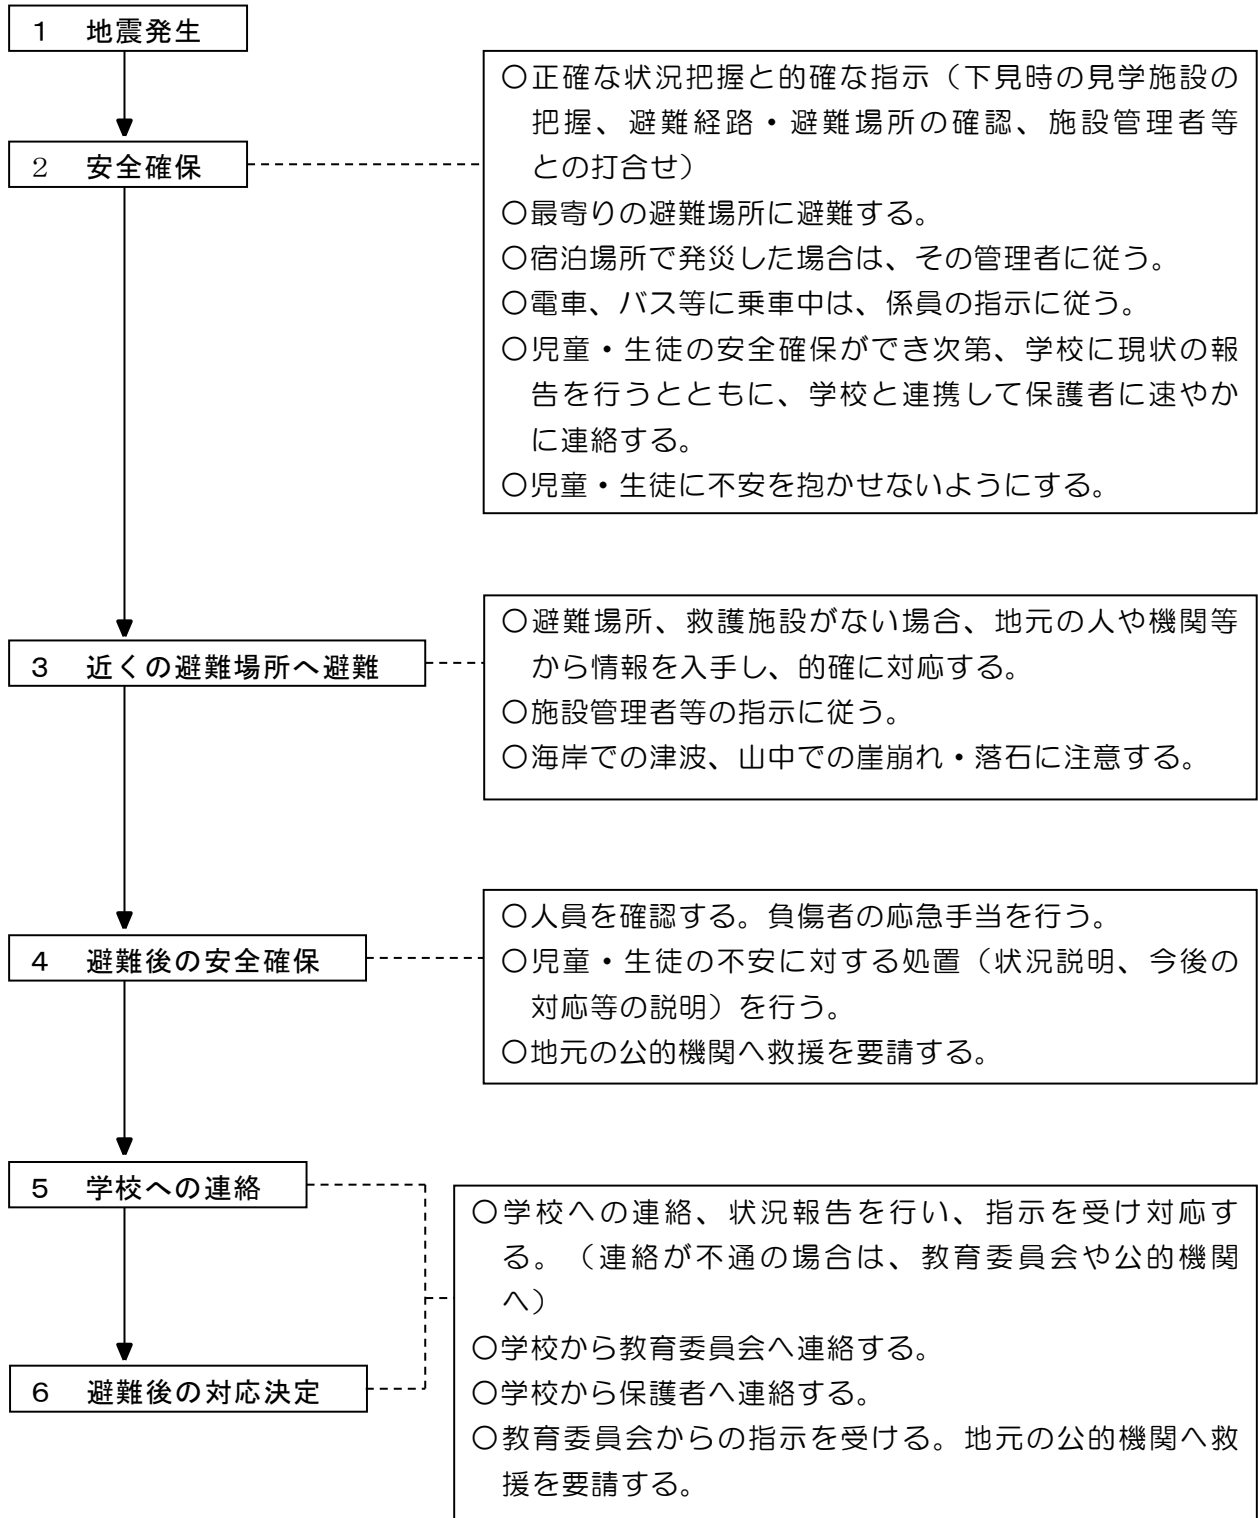 １　地震発生
２　安全確保
〇正確な状況把握と的確な指示（下見時の見学施設の
把握、避難経路・避難場所の確認、施設管理者等
との打合せ）
〇最寄りの避難場所に避難する。
〇宿泊場所で発災した場合は、その管理者に従う。
〇電車、バス等に乗車中は、係員の指示に従う。
〇児童・生徒の安全確保ができ次第、学校に現状の報
告を行うとともに、学校と連携して保護者に速やか
に連絡する。
〇児童・生徒に不安を抱かせないようにする。
３　近くの避難場所へ避難
〇避難場所、救護施設がない場合、地元の人や機関等
から情報を入手し、的確に対応する。
〇施設管理者等の指示に従う。
〇海岸での津波、山中での崖崩れ・落石に注意する。
４　避難後の安全確保
〇人員を確認する。負傷者の応急手当を行う。
〇児童・生徒の不安に対する処置（状況説明、今後の
対応等の説明）を行う。
〇地元の公的機関へ救援を要請する。
５　学校への連絡
６　避難後の対応決定
〇学校への連絡、状況報告を行い、指示を受け対応す
る。（連絡が不通の場合は、教育委員会や公的機関
へ）
〇学校から教育委員会へ連絡する。
〇学校から保護者へ連絡する。
〇教育委員会からの指示を受ける。地元の公的機関へ救
援を要請する。